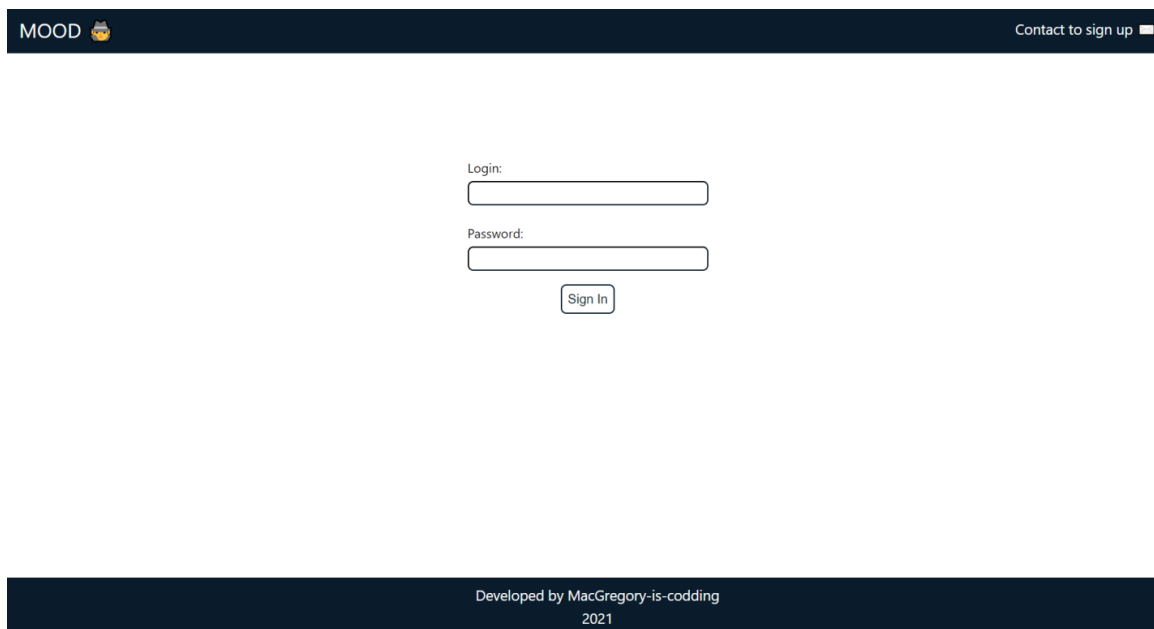 MOOD
Contact to sign up
Login:
Password:
Sign In
Developed by MacGregory-is-codding
2021